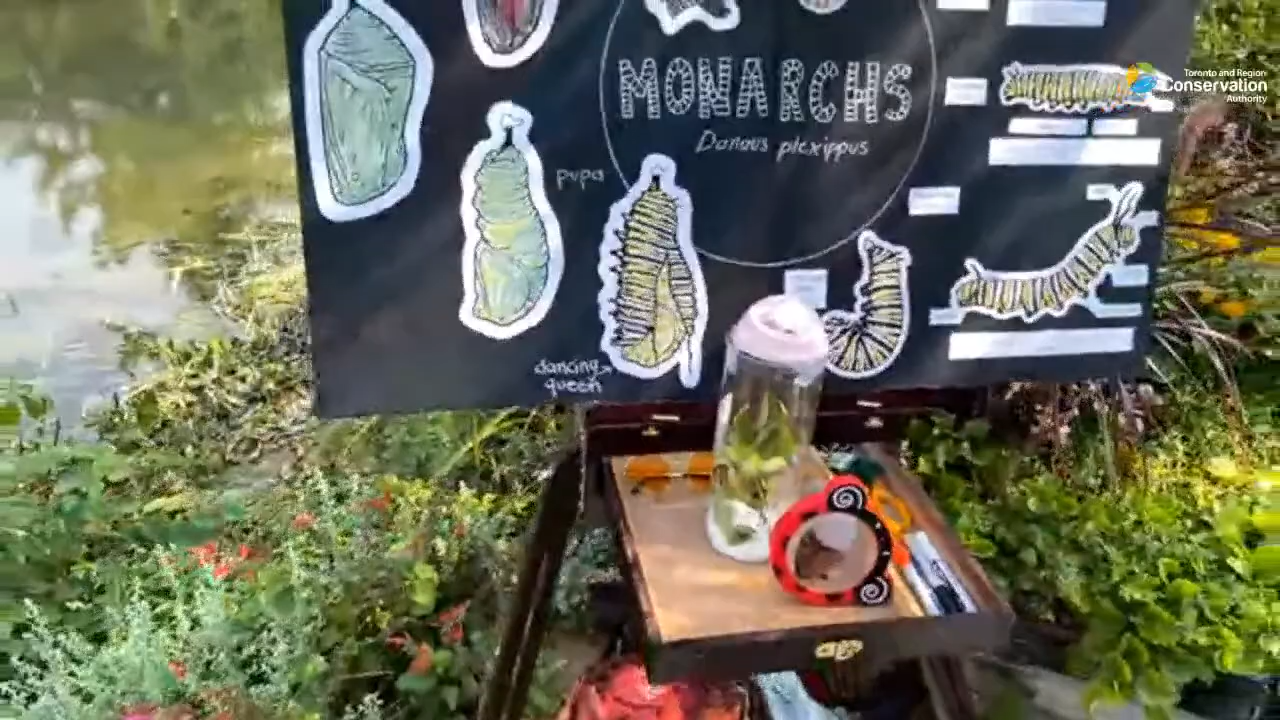 MONARCHS
Danaus plexippus
pupa
dancing
queen
Toronto and Region
Conservation
Authority